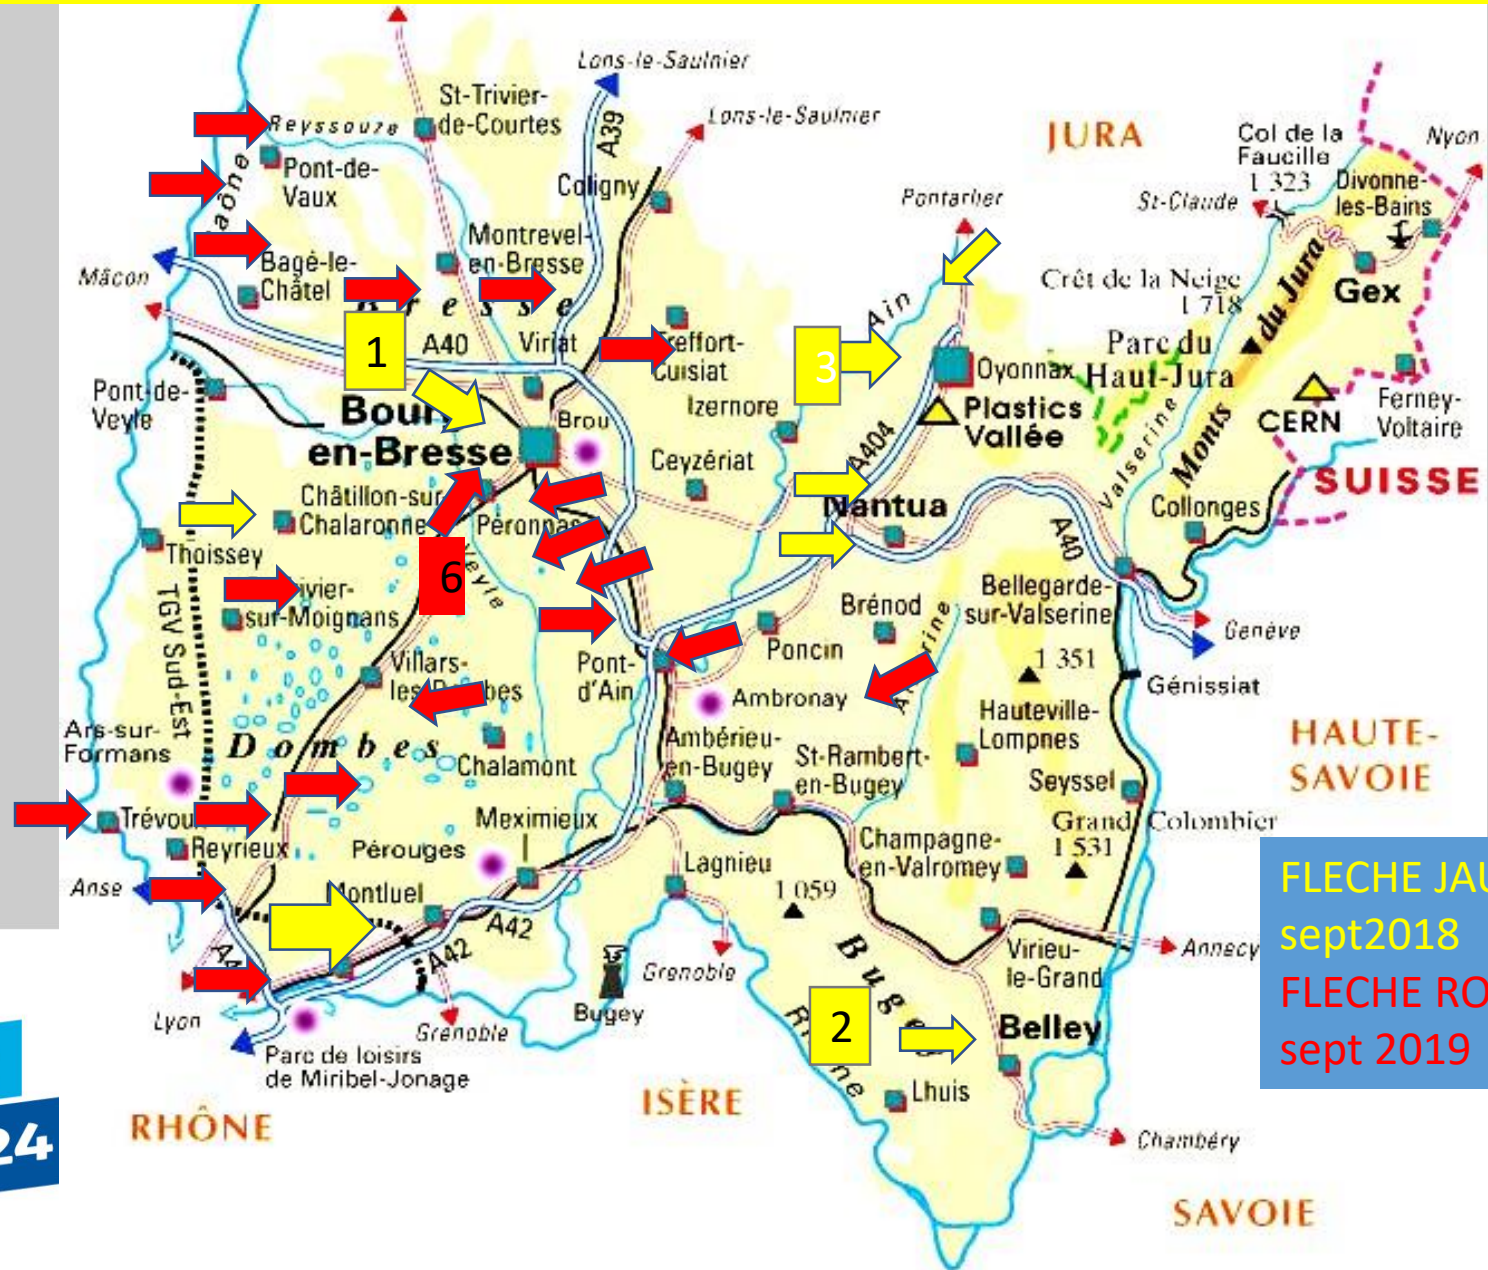 Lons-le-Saulnier
St-Trivier-
de-Courtes
A39
Lons-le-Saulnier
Reyssouze
JURA
Col de la
Faucille
1 323
Nyon
Pont-de-
Vaux
Coligny
Pontarlier
St-Claude
Divonne-
les-Bains
Montrevel-
en-Bresse
Mâcon
Bagé-le-
Châtel
Ain
Crêt de la Neige
1 718
Gex
Monts du Jura
1
A40
Viriat
3
Parc du
Haut-Jura
Oyonnax
Cuisiat
Pont-de-
Veyle
Izernore
Plastics
Vallée
CERN
Ferney-
Voltaire
en-Bresse
Brou
A404
Ceyzériat
Valserine
SUISSE
Châtillon-sur-
Chalaronne
Péronnas
Nantua
Collonges
A40
Thoissey
6
TGV Sud-Est
sur-Moignans
Bellegarde-
sur-Valserine
Brénod
Poncin
Genève
Villars-
Pont-
d'Ain
1 351
Génissiat
Ambronay
Ars-sur-
Formans
Dombes
Chalamont
Ambérieu-
en-Bugey
St-Rambert-
en-Bugey
Hauteville-
Lompnes
HAUTE-
SAVOIE
Seyssel
Meximieux
Grand Colombier
1 531
Reyrieux
Pérouges
Champagne-
en-Valromey
Anse
Montluel
Lagnieu
1 059
FLECHE JAU
sept2018
FLECHE RO
sept 2019
A42
A42
Bugey
Virieu-
le-Grand
Annecy
Grenoble
Lyon
Grenoble
Bugey
2
Belley
Parc de loisirs
de Miribel-Jonage
Lhuis
ISÈRE
RHÔNE
24
Chambéry
SAVOIE